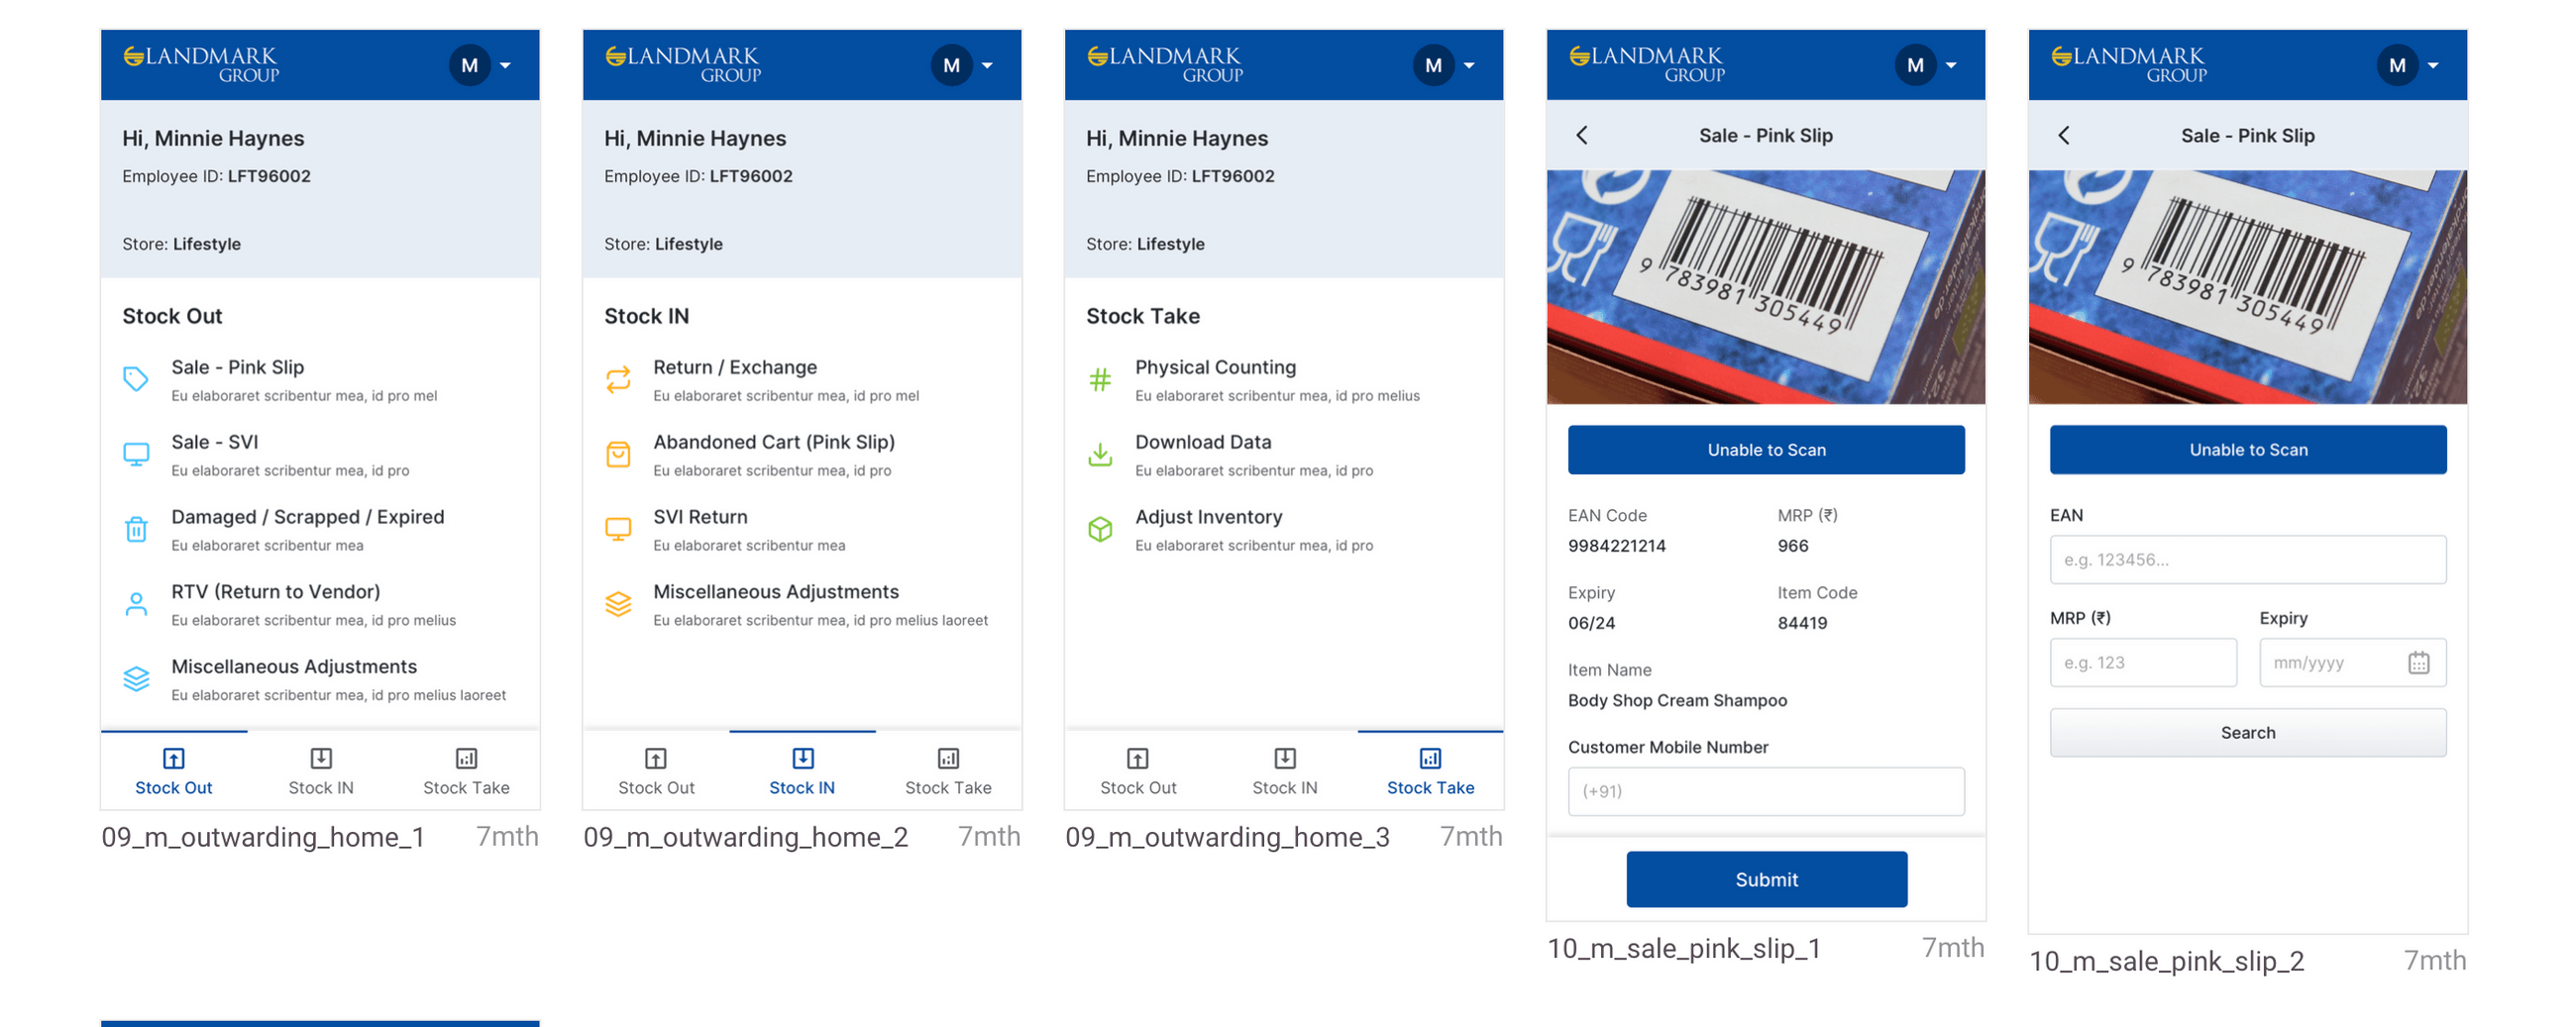 LANDMARK
GROUP
M
Hi, Minnie Haynes
Employee ID: LFT96002
Store: Lifestyle
Stock Out
Sale - Pink Slip
Eu elaboraret scribentur mea, id pro mel
Sale - SVI
Eu elaboraret scribentur mea, id pro
Damaged / Scrapped / Expired
Eu elaboraret scribentur mea
RTV (Return to Vendor)
Eu elaboraret scribentur mea, id pro melius
Miscellaneous Adjustments
Eu elaboraret scribentur mea, id pro melius laoreet
Stock Out
Stock IN
Stock Take
09_m_outwarding_home_1
7mth
LANDMARK
GROUP
M
Hi, Minnie Haynes
Employee ID: LFT96002
Store: Lifestyle
Stock IN
Return / Exchange
Eu elaboraret scribentur mea, id pro mel
Abandoned Cart (Pink Slip)
Eu elaboraret scribentur mea, id pro
SVI Return
Eu elaboraret scribentur mea
Miscellaneous Adjustments
Eu elaboraret scribentur mea, id pro melius laoreet
Stock Out
Stock IN
Stock Take
09_m_outwarding_home_2
7mth
LANDMARK
GROUP
M
Hi, Minnie Haynes
Employee ID: LFT96002
Store: Lifestyle
Stock Take
Physical Counting
Eu elaboraret scribentur mea, id pro melius
Download Data
Eu elaboraret scribentur mea, id pro
Adjust Inventory
Eu elaboraret scribentur mea, id pro
Stock Out
Stock IN
Stock Take
09_m_outwarding_home_3
7mth
LANDMARK
GROUP
M
Sale - Pink Slip
9 783981 305449
Unable to Scan
EAN Code
MRP (₹)
9984221214
966
Expiry
Item Code
06/24
84419
Item Name
Body Shop Cream Shampoo
Customer Mobile Number
(+91)
Submit
10_m_sale_pink_slip_1
7mth
LANDMARK
GROUP
M
Sale - Pink Slip
9 783981 305449
Unable to Scan
EAN
e.g. 123456...
MRP (₹)
Expiry
e.g. 123
mm/yyyy
Search
10_m_sale_pink_slip_2
7mth